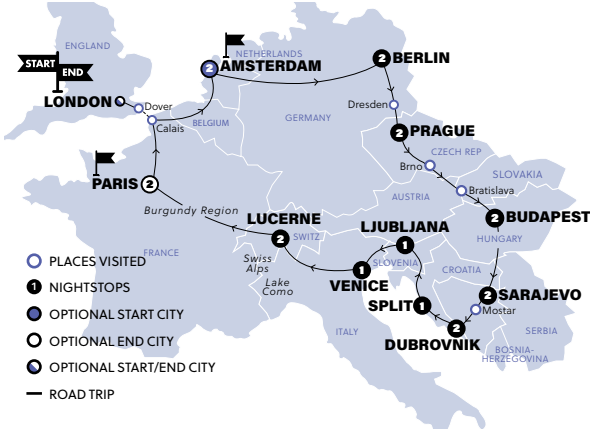 ENGLAND
START
END
LONDON
Dover
Calais
NETHERLANDS
2 AMSTERDAM
2 BERLIN
BELGIUM
GERMANY
Dresden
2 PRAGUE
CZECH REP
Brno
SLOVAKIA
Bratislava
PARIS 2
Burgundy Region
AUSTRIA
2 BUDAPEST
HUNGARY
LUCERNE
2
SWITZ
LJUBLJANA
1
SLOVENIA
CROATIA
FRANCE
Swiss
Alps
Lake
Como
1
VENICE
SPLIT 1
2 SARAJEVO
Mostar
2
DUBROVNIK
ITALY
SERBIA
BOSNIA-
HERZEGOVINA
PLACES VISITED
1 NIGHTSTOPS
OPTIONAL START CITY
OPTIONAL END CITY
OPTIONAL START/END CITY
ROAD TRIP